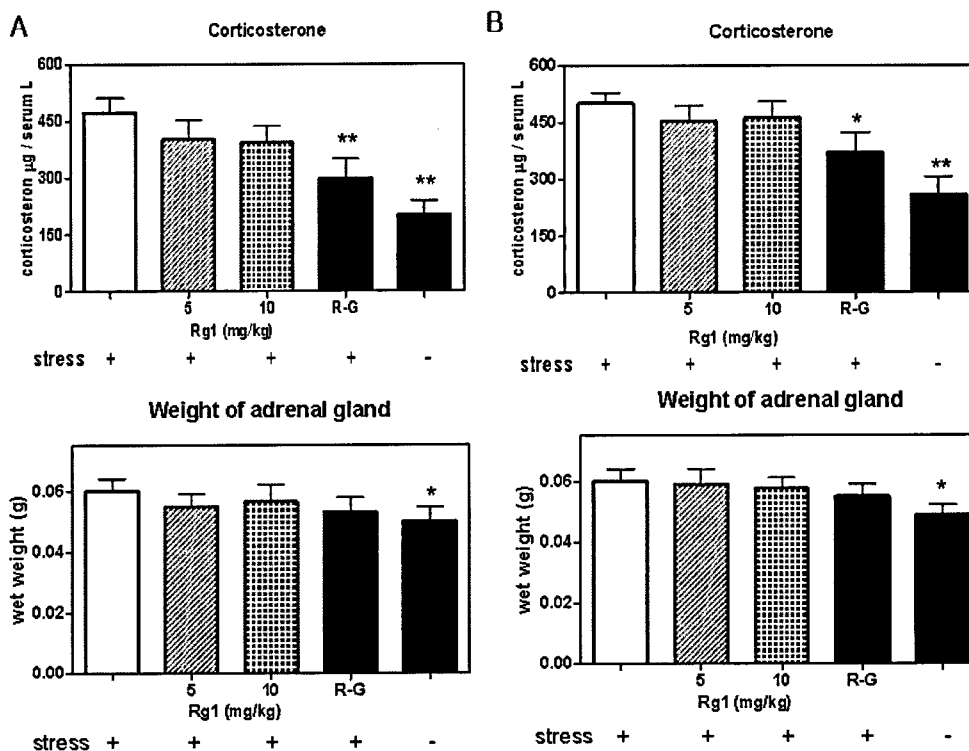 A
Corticosterone
corticosteron µg / serum L
600
450
300
150
0
**
**
5 10 R-G
Rg1 (mg/kg)
stress + + + + -
Weight of adrenal gland
wet weight (g)
0.06
0.04
0.02
0.00
*
5 10 R-G
Rg1 (mg/kg)
stress + + + + -
B
Corticosterone
corticosteron µg / serum L
600
450
300
150
0
*
**
5 10 R-G
Rg1 (mg/kg)
stress + + + + -
Weight of adrenal gland
wet weight (g)
0.06
0.04
0.02
0.00
*
5 10 R-G
Rg1 (mg/kg)
stress + + + + -